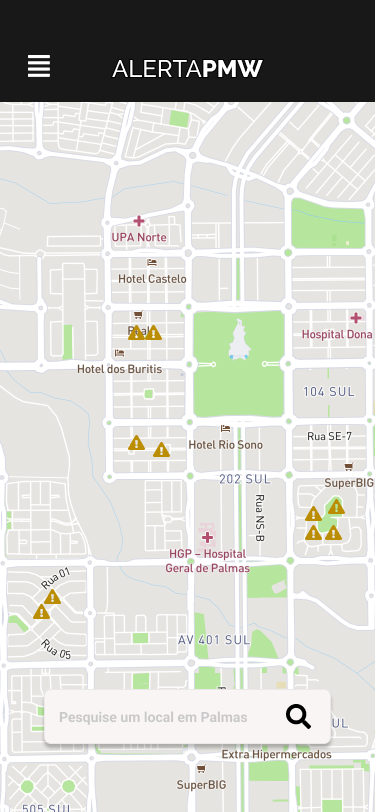 ALERTAPMW
UPA Norte
Hotel Castelo
Hotel dos Buritis
Hospital Dona
104 SUL
Hotel Rio Sono
Rua SE-7
202 SUL
SuperBIG
Rua NS-B
HGP – Hospital
Geral de Palmas
Rua 01
Rua 05
AV 401 SUL
Pesquise um local em Palmas
UL
Extra Hipermercados
SuperBIG
505 SUL